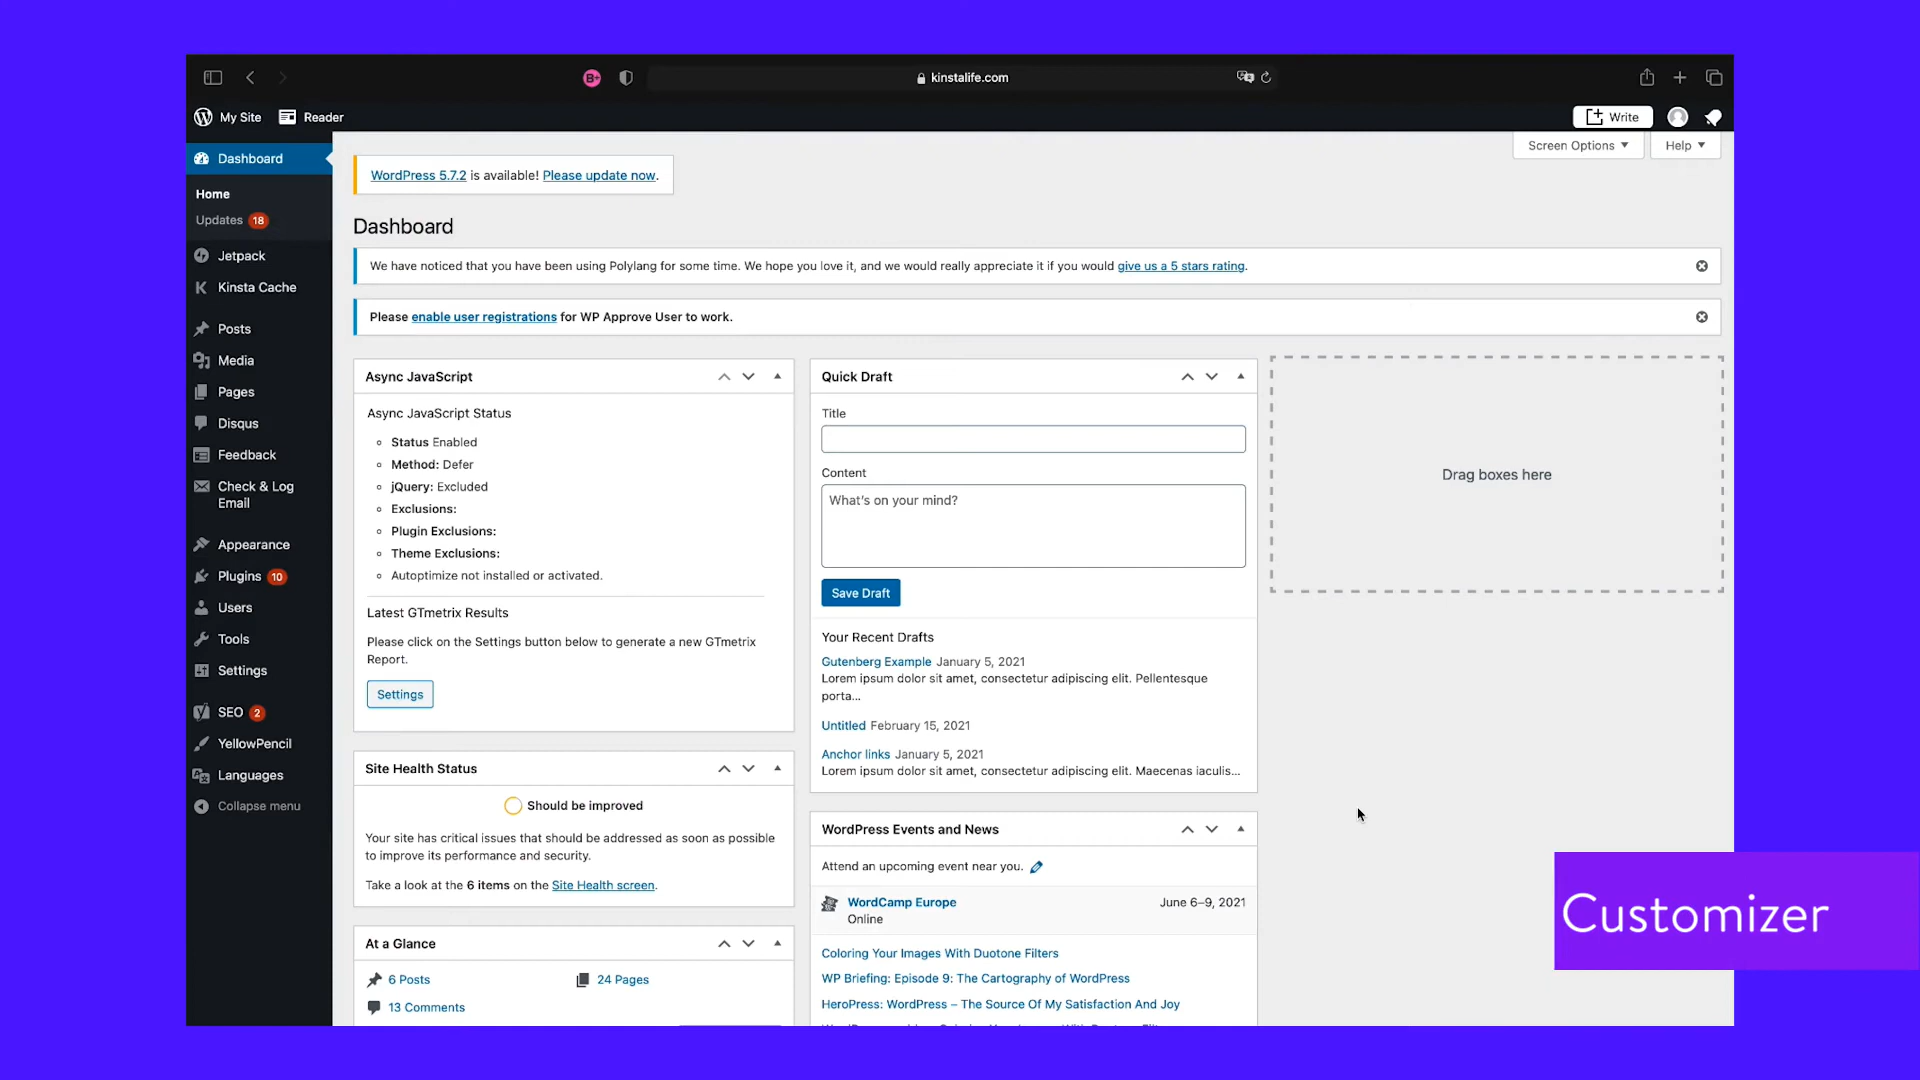 B+
kinstalife.com
My Site
Reader
Write
Dashboard
Home
Updates 18
Jetpack
Kinsta Cache
Posts
Media
Pages
Disqus
Feedback
Check & Log
Email
Appearance
Plugins 10
Users
Tools
Settings
SEO 2
YellowPencil
Languages
Collapse menu
Screen Options
Help
WordPress 5.7.2 is available! Please update now.
Dashboard
We have noticed that you have been using Polylang for some time. We hope you love it, and we would really appreciate it if you would give us a 5 stars rating.
Please enable user registrations for WP Approve User to work.
Async JavaScript
Async JavaScript Status
Status Enabled
Method: Defer
jQuery: Excluded
Exclusions:
Plugin Exclusions:
Theme Exclusions:
Autoptimize not installed or activated.
Latest GTmetrix Results
Please click on the Settings button below to generate a new GTmetrix
Report.
Settings
Site Health Status
Should be improved
Your site has critical issues that should be addressed as soon as possible
to improve its performance and security.
Take a look at the 6 items on the Site Health screen.
At a Glance
6 Posts
24 Pages
13 Comments
Quick Draft
Title
Content
What's on your mind?
Save Draft
Your Recent Drafts
Gutenberg Example January 5, 2021
Lorem ipsum dolor sit amet, consectetur adipiscing elit. Pellentesque
porta…
Untitled February 15, 2021
Anchor links January 5, 2021
Lorem ipsum dolor sit amet, consectetur adipiscing elit. Maecenas iaculis…
WordPress Events and News
Attend an upcoming event near you.
WordCamp Europe
June 6–9, 2021
Online
Coloring Your Images With Duotone Filters
WP Briefing: Episode 9: The Cartography of WordPress
HeroPress: WordPress – The Source Of My Satisfaction And Joy
Drag boxes here
Customizer